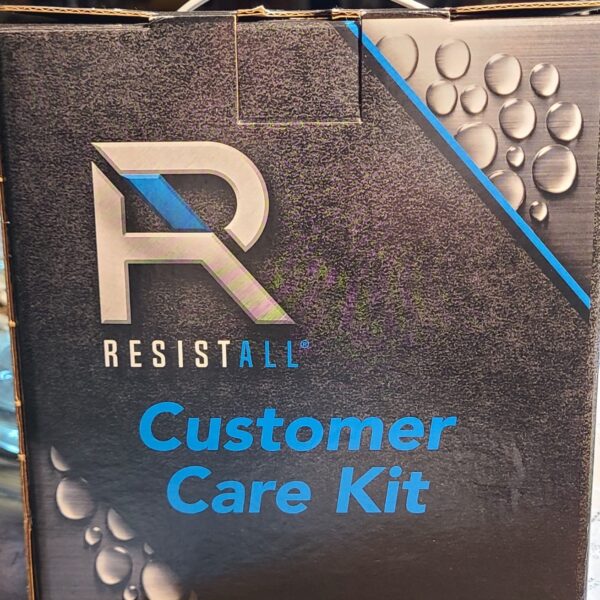 R
RESISTALL®
Customer
Care Kit